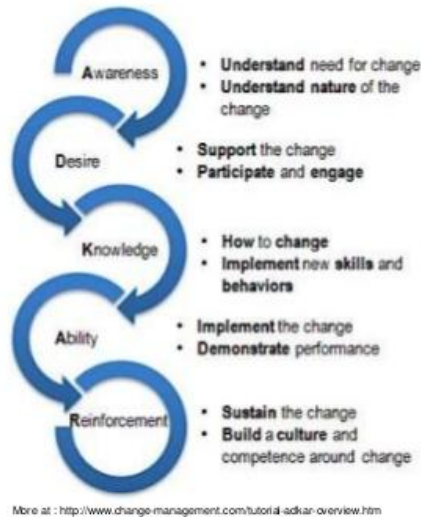 Awareness
• Understand need for change
• Understand nature of the
change
Desire
• Support the change
• Participate and engage
Knowledge
• How to change
• Implement new skills and
behaviors
Ability
• Implement the change
• Demonstrate performance
Reinforcement
• Sustain the change
• Build a culture and
competence around change
More at : http://www.change-management.com/tutorial-adkar-overview.htm